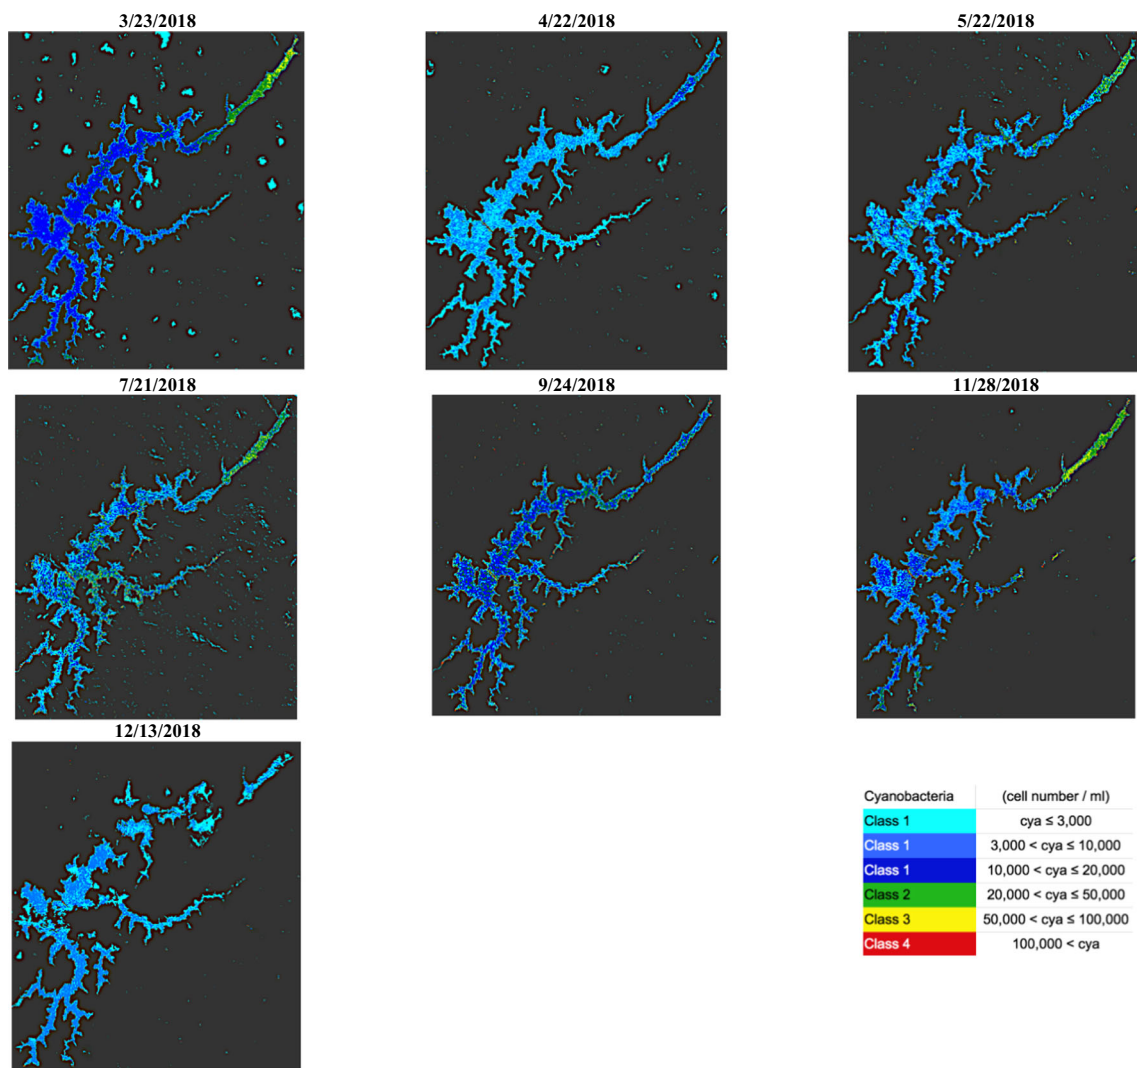 3/23/2018
4/22/2018
5/22/2018
7/21/2018
9/24/2018
11/28/2018
12/13/2018
Cyanobacteria (cell number / ml)
Class 1 cya ≤ 3,000
Class 1 3,000 < cya ≤ 10,000
Class 1 10,000 < cya ≤ 20,000
Class 2 20,000 < cya ≤ 50,000
Class 3 50,000 < cya ≤ 100,000
Class 4 100,000 < cya